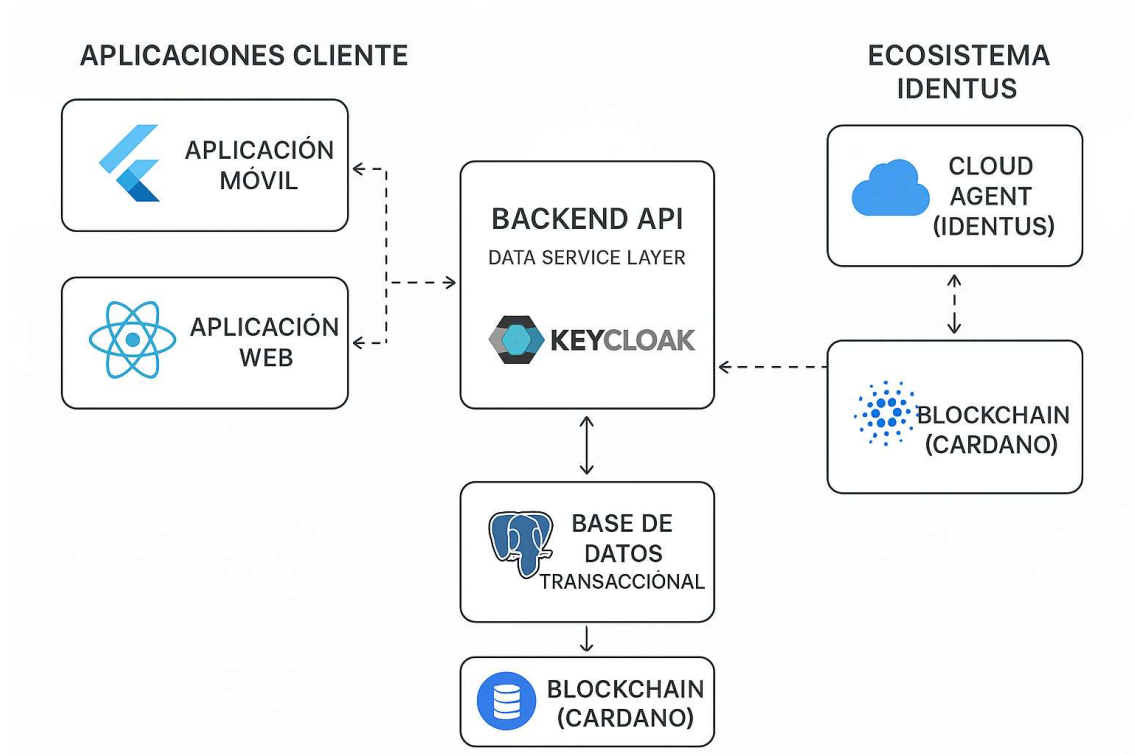 APLICACIONES CLIENTE
APLICACIÓN
MÓVIL
APLICACIÓN
WEB
BACKEND API
DATA SERVICE LAYER
KEYCLOAK
BASE DE
DATOS
TRANSACCIÓNAL
BLOCKCHAIN
(CARDANO)
ECOSISTEMA
IDENTUS
CLOUD
AGENT
(IDENTUS)
BLOCKCHAIN
(CARDANO)